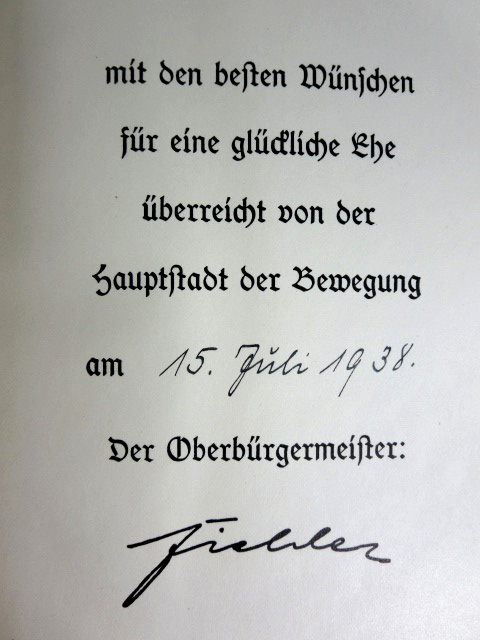 mit den besten Wünschen
für eine glückliche Ehe
überreicht von der
Hauptstadt der Bewegung
am 15. Juli 1938.
Der Oberbürgermeister:
Fiehler